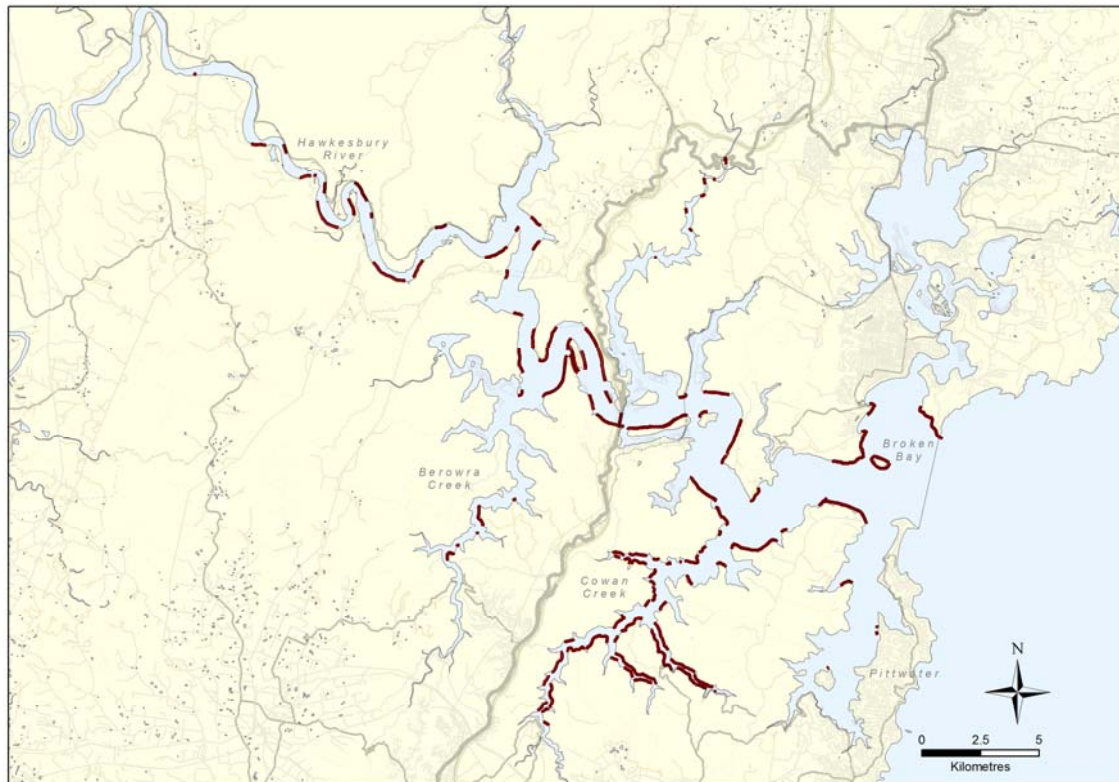 Hawkesbury
River
Broken
Bay
Berowra
Creek
Cowan
Creek
Pittwater
N
0 2.5 5
Kilometres